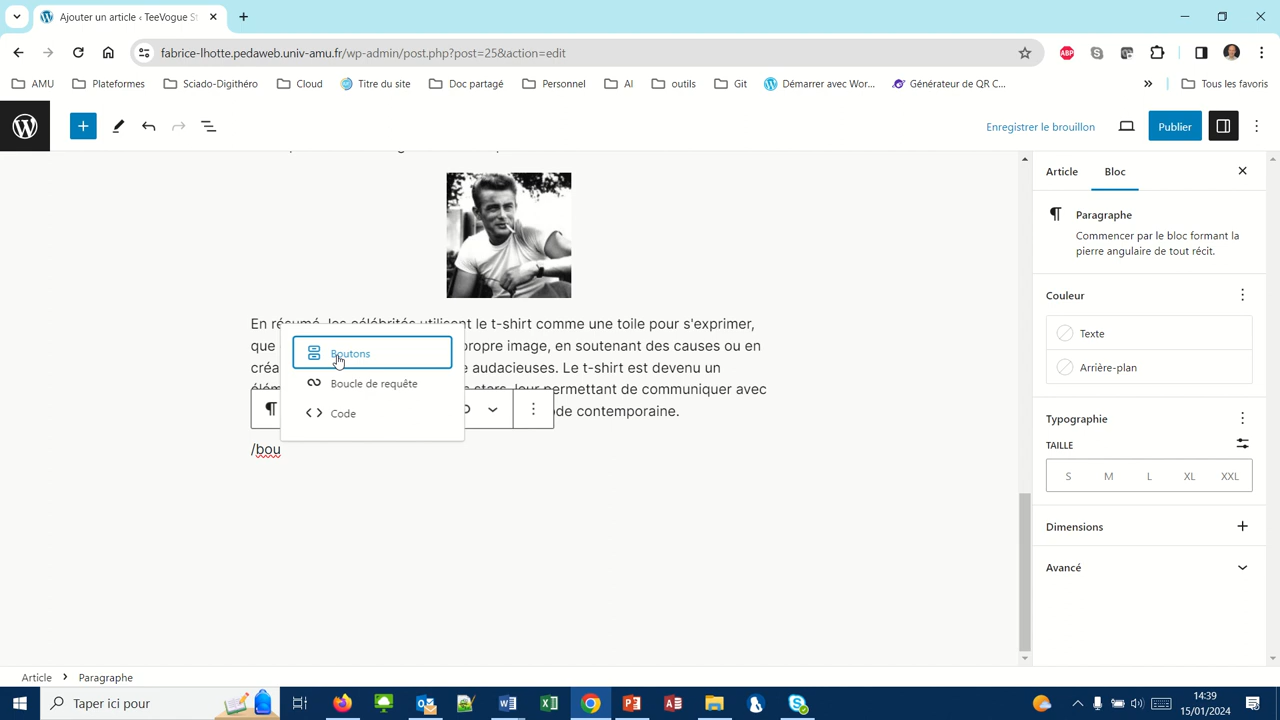 Ajouter un article ‹ TeeVogue St
fabrice-lhotte.pedaweb.univ-amu.fr/wp-admin/post.php?post=25&action=edit
ABP
AMU
Plateformes
Sciado-Digithéro
Cloud
Titre du site
Doc partagé
Personnel
AI
outils
Git
Démarrer avec Wor...
Générateur de QR C...
»
Tous les favoris
Enregistrer le brouillon
Publier
Article
Bloc
Paragraphe
Commencer par le bloc formant la
pierre angulaire de tout récit.
Couleur
Texte
Arrière-plan
Typographie
TAILLE
S M L XL XXL
Dimensions
Avancé
En résumé, les célébrités utilisent le t-shirt comme une toile pour s'exprimer,
que propre image, en soutenant des causes ou en
créa audacieuses. Le t-shirt est devenu un
stars, leur permettant de communiquer avec
ode contemporaine.
Boutons
Boucle de requête
Code
/bou
Article > Paragraphe
Taper ici pour
14:39
15/01/2024